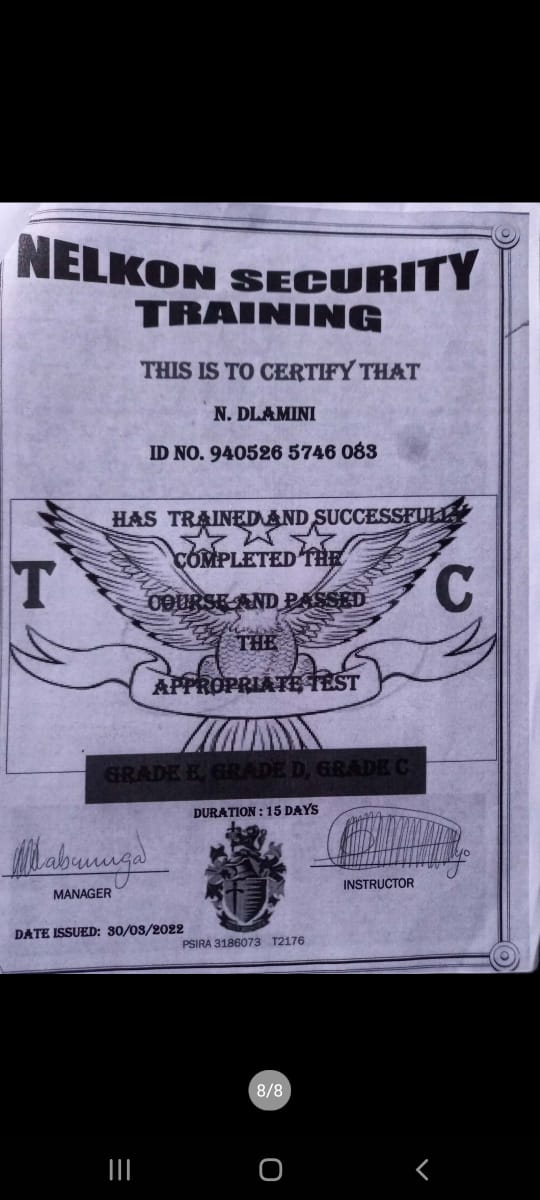 NELKON SECURITY
TRAINING
THIS IS TO CERTIFY THAT
N. DLAMINI
ID NO. 940526 5746 083
HAS TRAINED AND SUCCESSFULLY
COMPLETED THE
T C
COURSE AND PASSED
THE
APPROPRIATE TEST
GRADE E, GRADE D, GRADE C
DURATION : 15 DAYS
MANAGER
INSTRUCTOR
DATE ISSUED: 30/03/2022
PSIRA 3186073 T2176
8/8